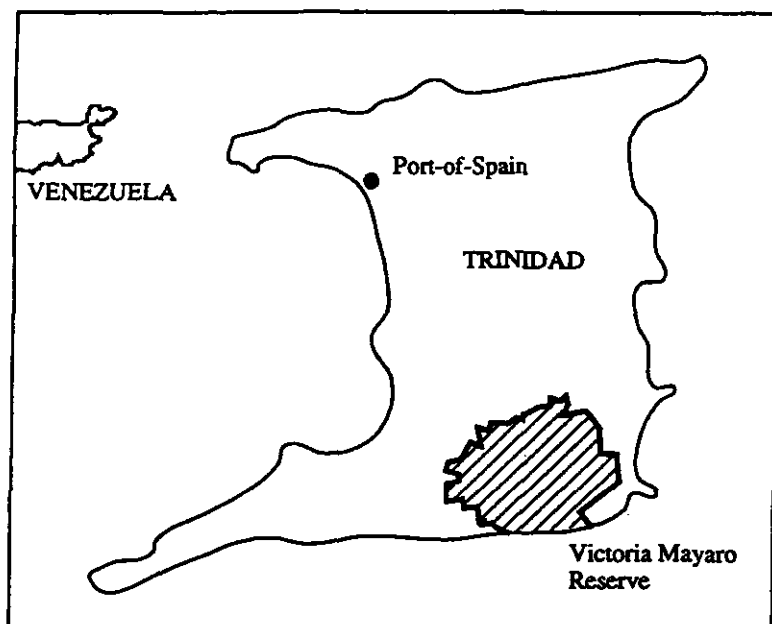 Port-of-Spain
VENEZUELA
TRINIDAD
Victoria Mayaro
Reserve